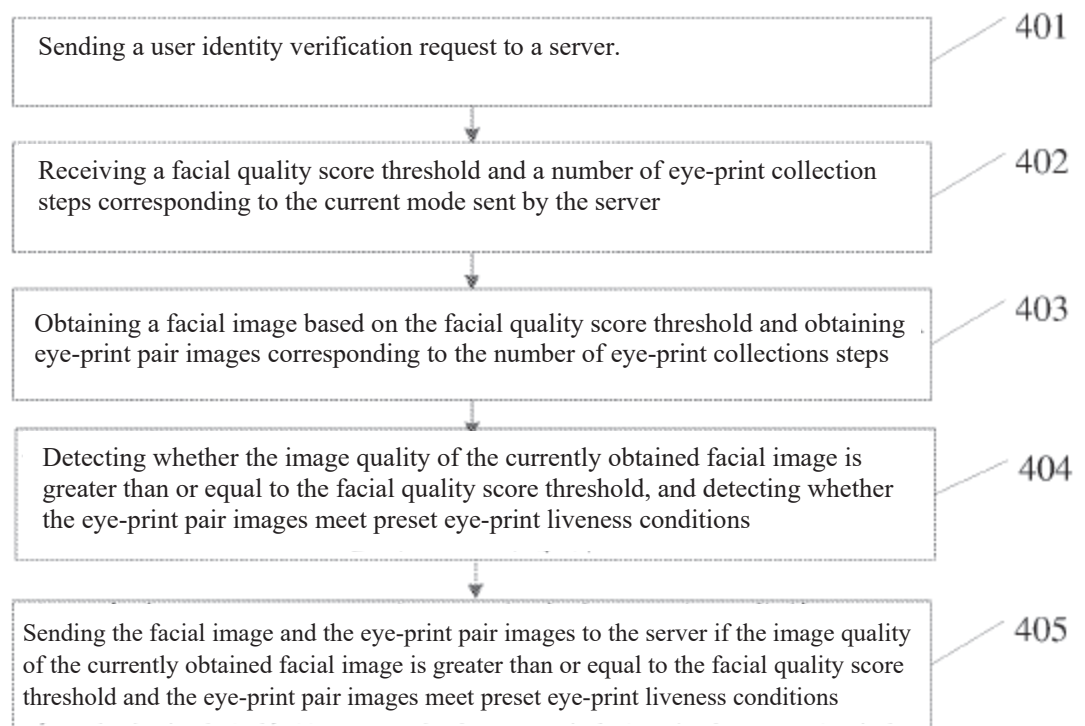 Sending a user identity verification request to a server.
401
Receiving a facial quality score threshold and a number of eye-print collection
steps corresponding to the current mode sent by the server
402
Obtaining a facial image based on the facial quality score threshold and obtaining
eye-print pair images corresponding to the number of eye-print collections steps
403
Detecting whether the image quality of the currently obtained facial image is
greater than or equal to the facial quality score threshold, and detecting whether
the eye-print pair images meet preset eye-print liveness conditions
404
Sending the facial image and the eye-print pair images to the server if the image quality
of the currently obtained facial image is greater than or equal to the facial quality score
threshold and the eye-print pair images meet preset eye-print liveness conditions
405